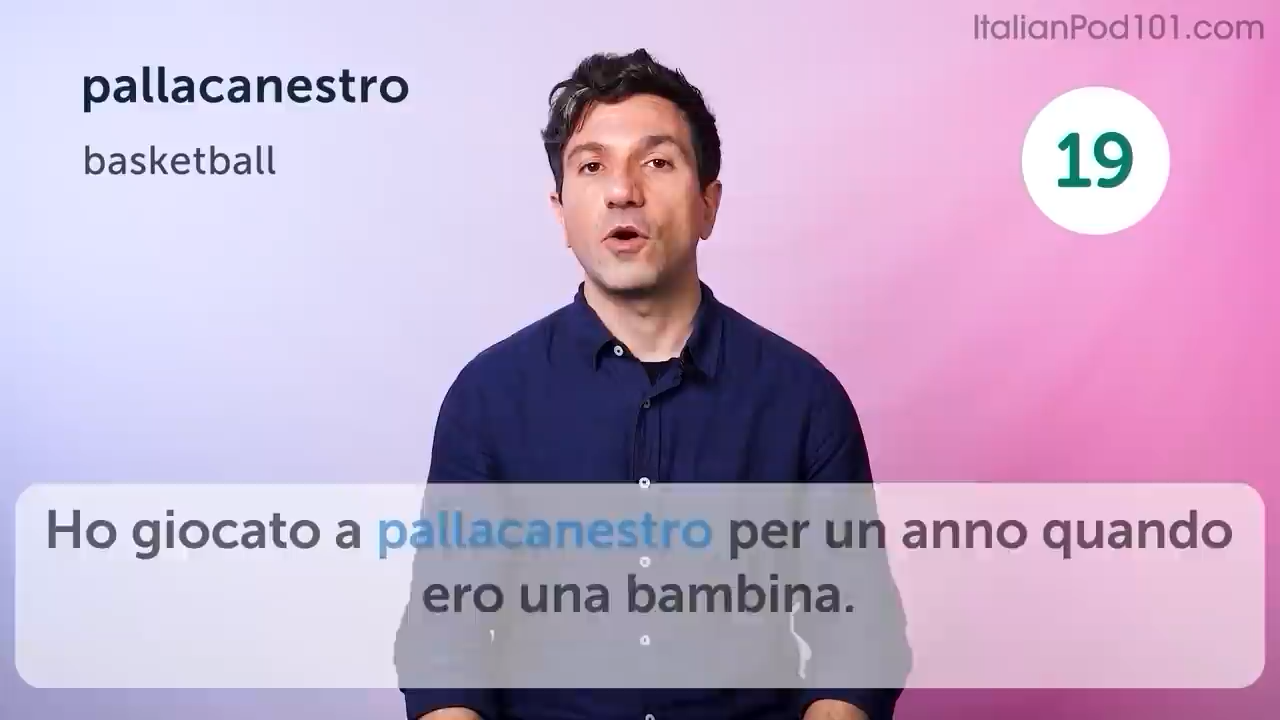 ItalianPod101.com
pallacanestro
basketball
19
Ho giocato a pallacanestro per un anno quando
ero una bambina.